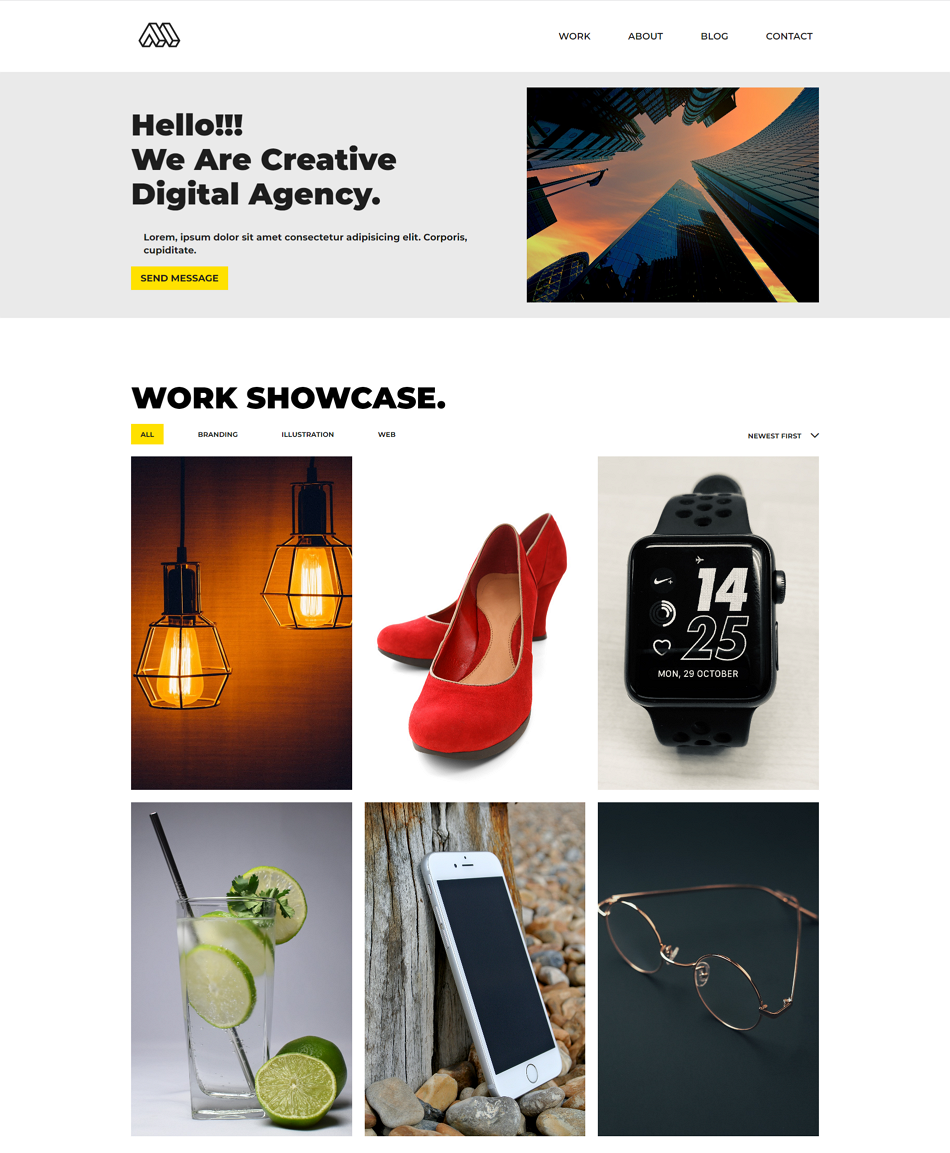 WORK ABOUT BLOG CONTACT
Hello!!!
We Are Creative
Digital Agency.
Lorem, ipsum dolor sit amet consectetur adipisicing elit. Corporis,
cupiditate.
SEND MESSAGE
WORK SHOWCASE.
ALL BRANDING ILLUSTRATION WEB NEWEST FIRST
14
25
MON, 29 OCTOBER